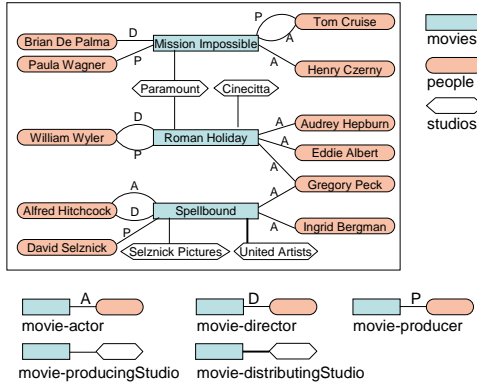 P
Tom Cruise
Brian De Palma
D
Mission Impossible
A
movies
Paula Wagner
P
A
Henry Czerny
Paramount
Cinecitta
people
D
A
Audrey Hepburn
studios
William Wyler
Roman Holiday
A
Eddie Albert
P
A
Gregory Peck
A
A
Alfred Hitchcock
D
Spellbound
P
A
Ingrid Bergman
David Selznick
Selznick Pictures
United Artists
A
D
P
movie-actor
movie-director
movie-producer
movie-producingStudio
movie-distributingStudio